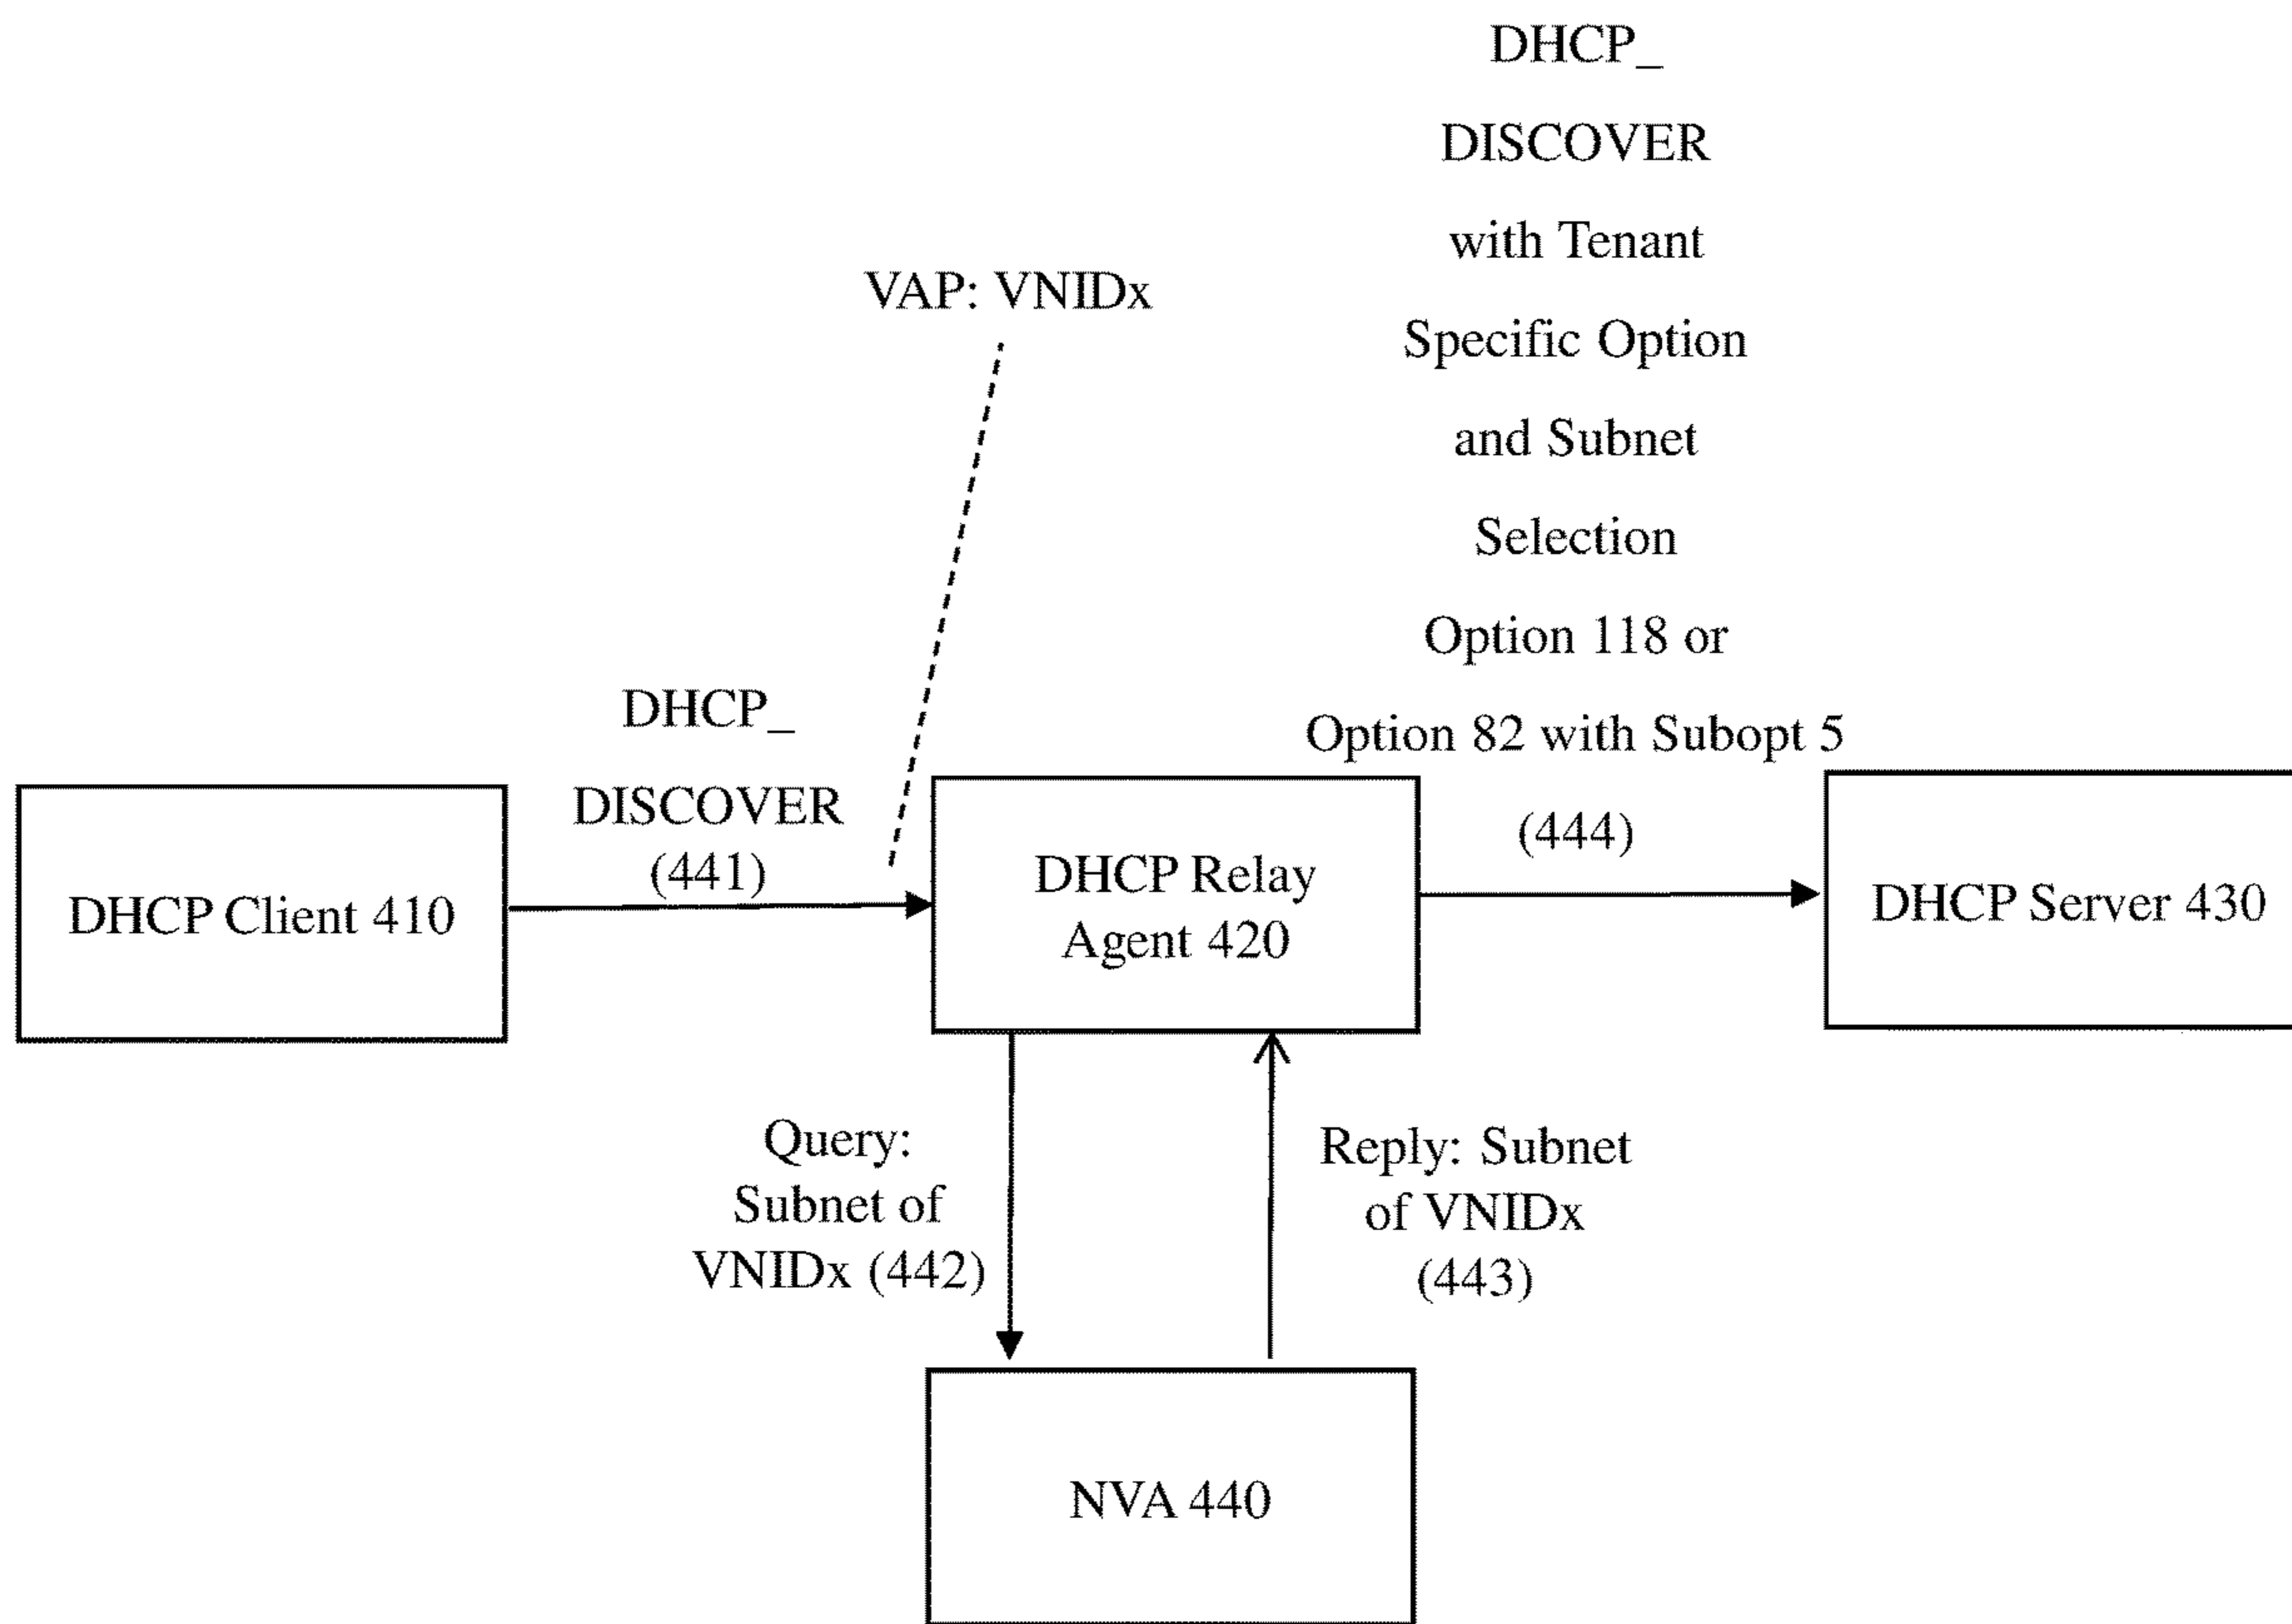 DHCP_
DISCOVER
with Tenant
Specific Option
and Subnet
Selection
Option 118 or
Option 82 with Subopt 5
(444)
VAP: VNIDx
DHCP_
DISCOVER
(441)
DHCP Client 410
DHCP Relay
Agent 420
DHCP Server 430
Query:
Subnet of
VNIDx (442)
Reply: Subnet
of VNIDx
(443)
NVA 440